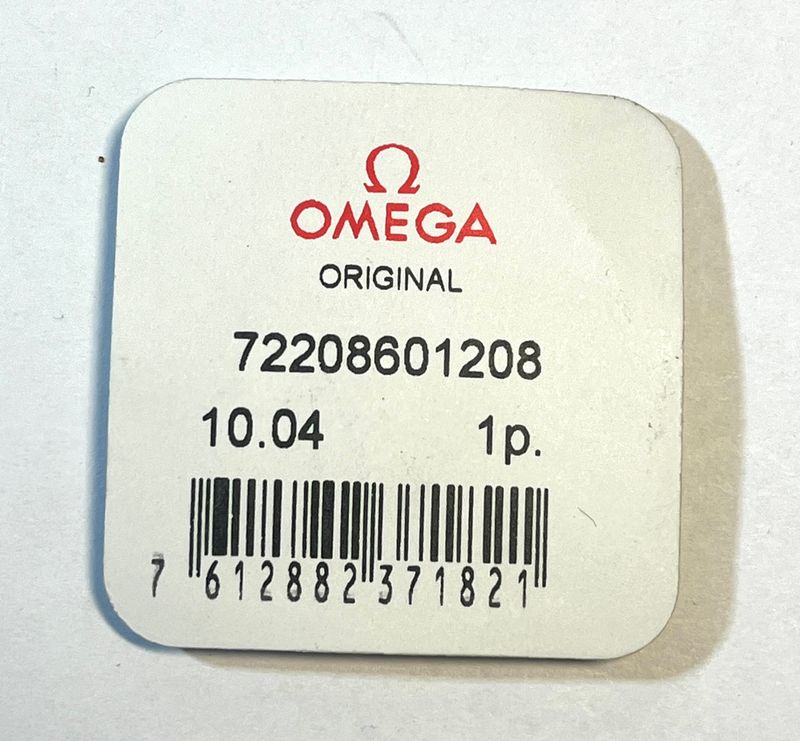 Ω
OMEGA
ORIGINAL
72208601208
10.04 1p.
7 612882 371821